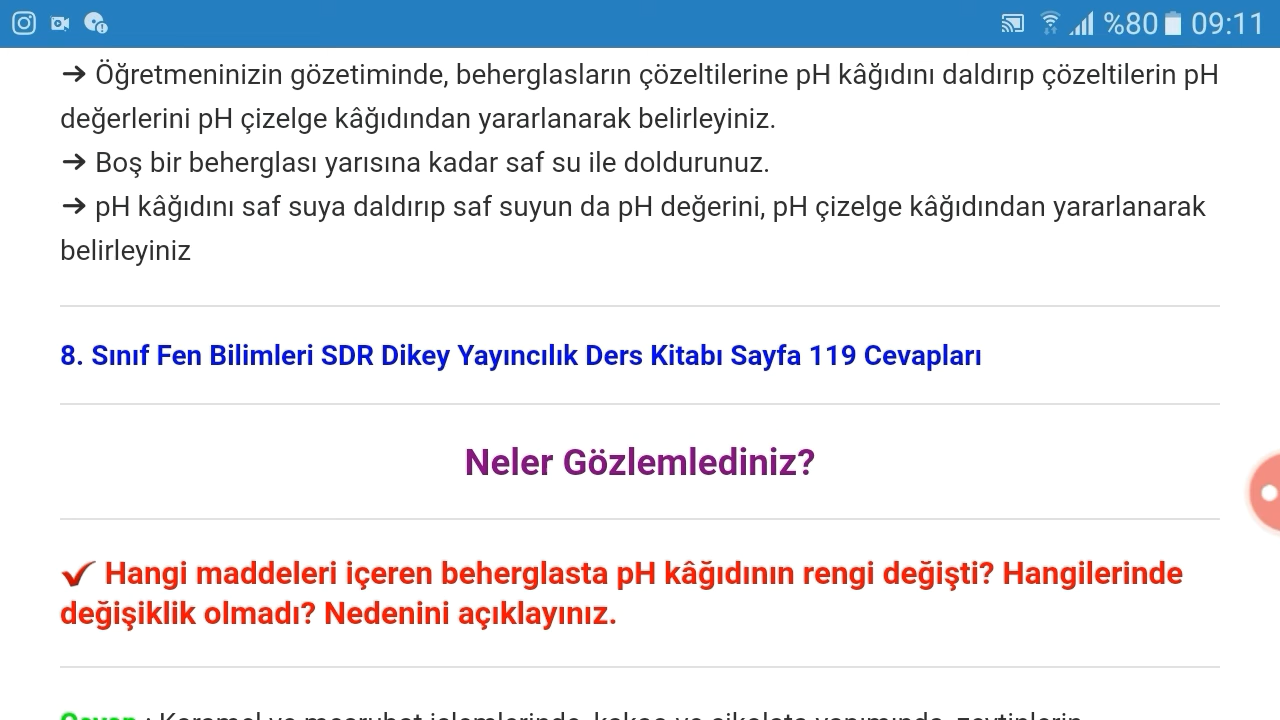 %80 09:11
→ Öğretmeninizin gözetiminde, beherglasların çözeltilerine pH kâğıdını daldırıp çözeltilerin pH
değerlerini pH çizelge kâğıdından yararlanarak belirleyiniz.
→ Boş bir beherglası yarısına kadar saf su ile doldurunuz.
→ pH kâğıdını saf suya daldırıp saf suyun da pH değerini, pH çizelge kâğıdından yararlanarak
belirleyiniz
8. Sınıf Fen Bilimleri SDR Dikey Yayıncılık Ders Kitabı Sayfa 119 Cevapları
Neler Gözlemlediniz?
✓ Hangi maddeleri içeren beherglasta pH kâğıdının rengi değişti? Hangilerinde
değişiklik olmadı? Nedenini açıklayınız.